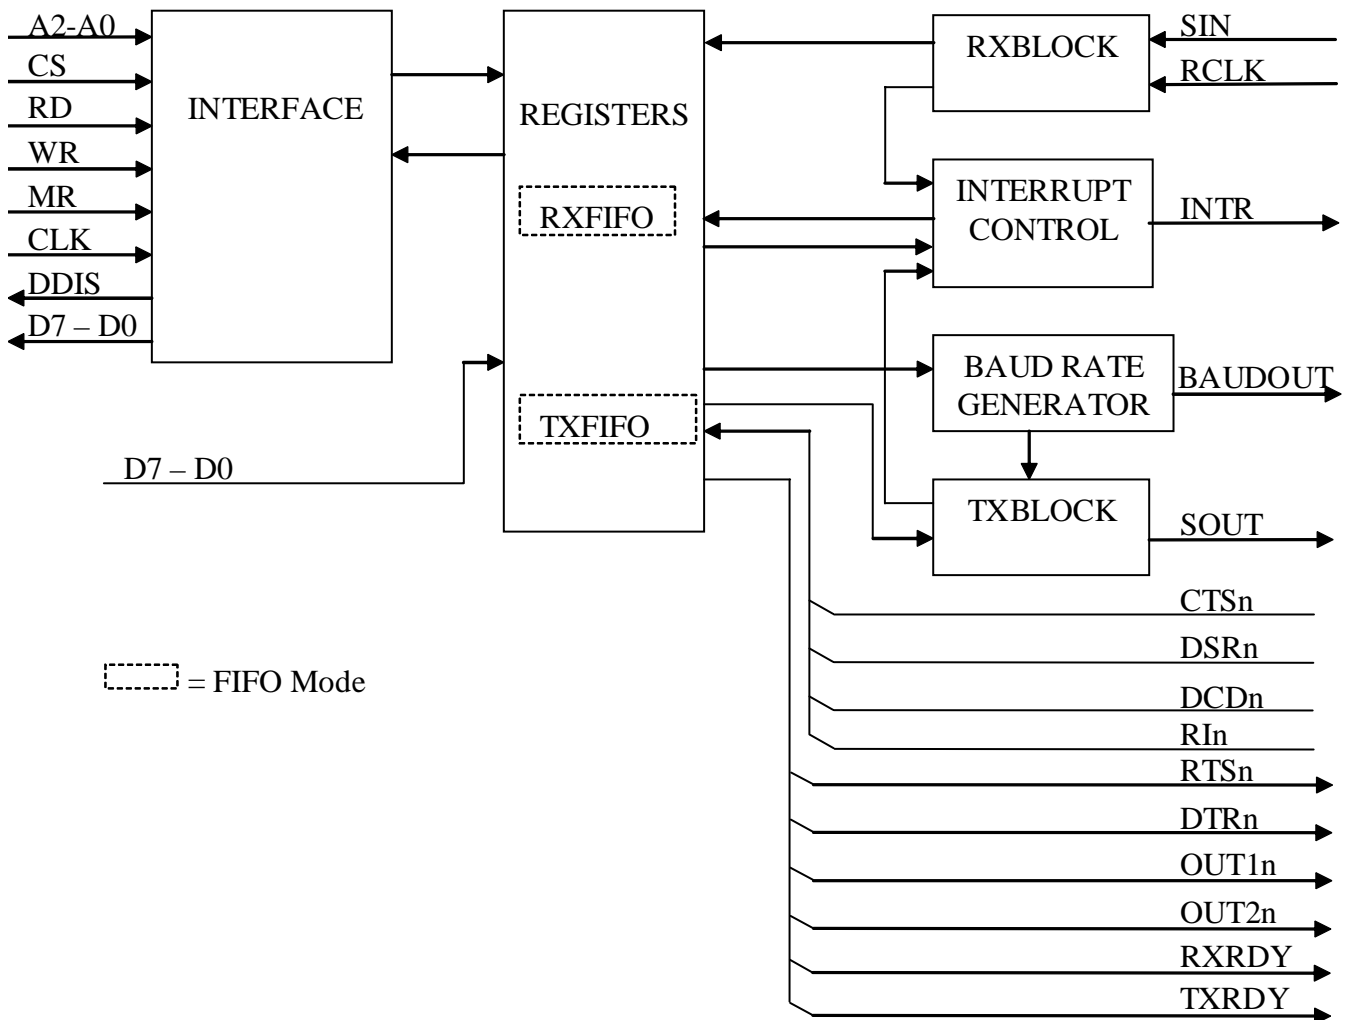 A2-A0
CS
RD
WR
MR
CLK
DDIS
D7 – D0
INTERFACE
D7 – D0
REGISTERS
RXFIFO
TXFIFO
RXBLOCK
SIN
RCLK
INTERRUPT
CONTROL
INTR
BAUD RATE
GENERATOR
BAUDOUT
TXBLOCK
SOUT
CTSn
DSRn
DCDn
RIn
RTSn
DTRn
OUT1n
OUT2n
RXRDY
TXRDY
= FIFO Mode